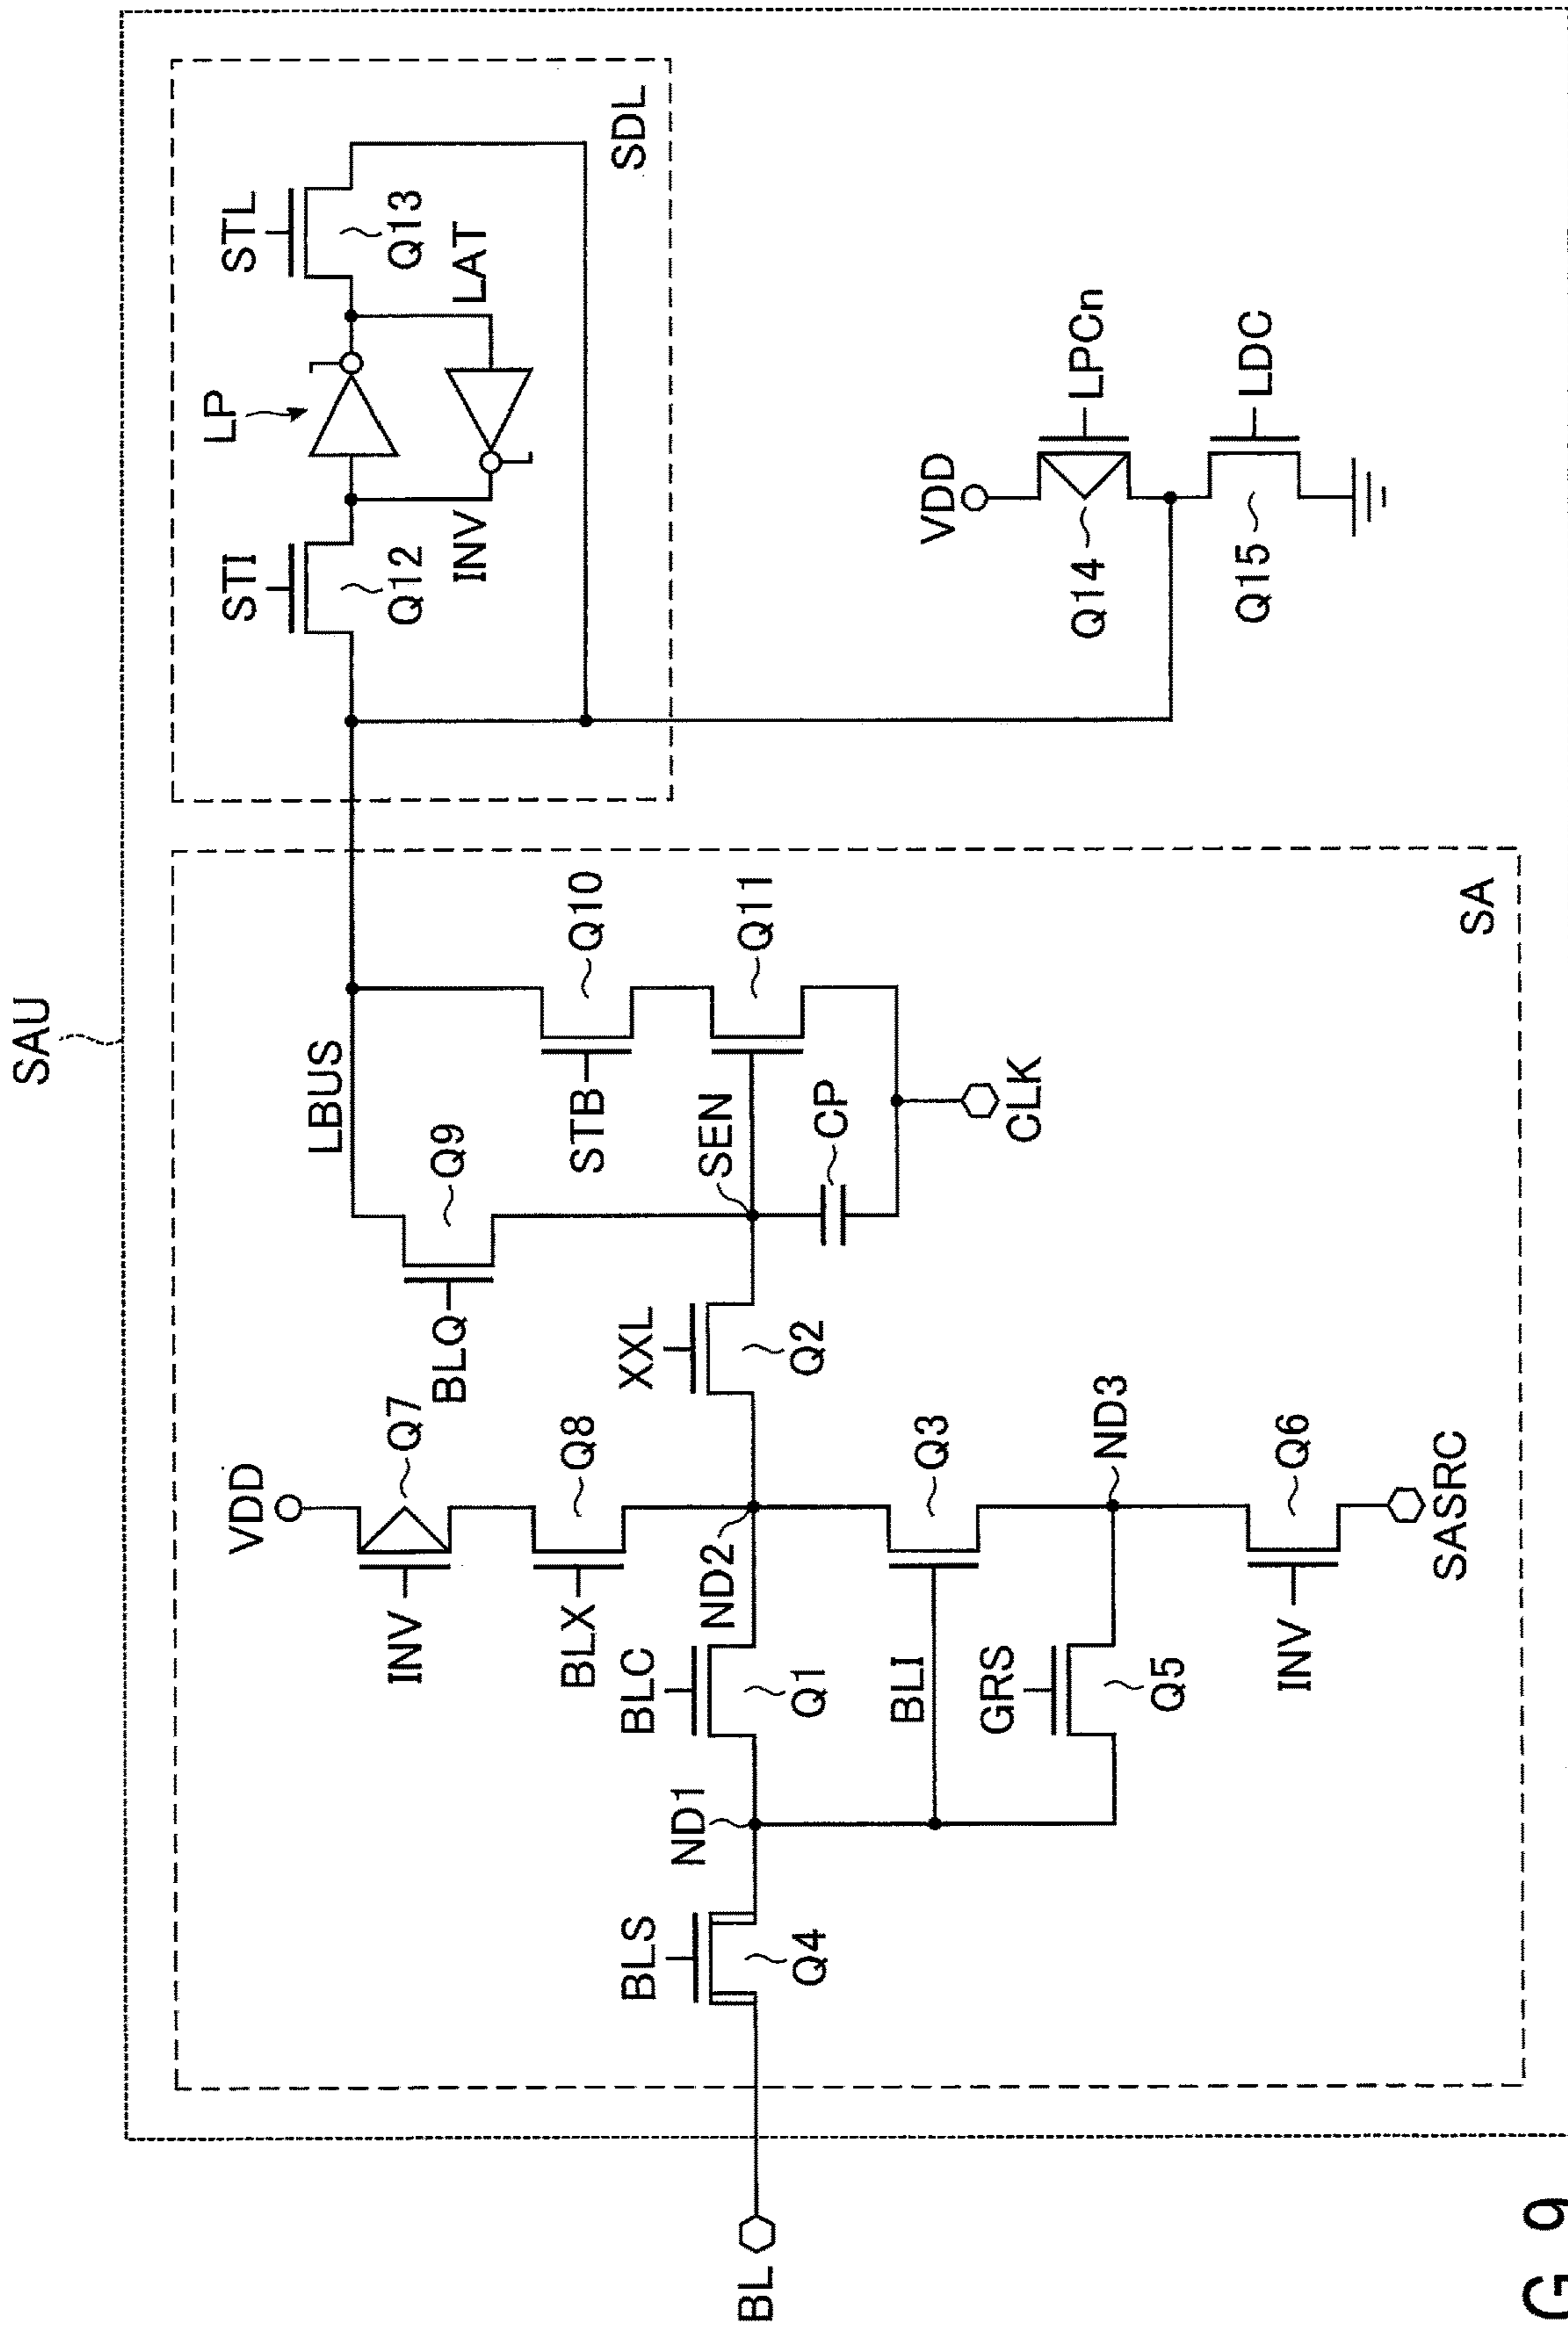 SAU
STL
Q13
LAT
SDL
LP
STI
Q12
INV
VDD
LPCn
Q14
LDC
Q15
LBUS
Q10
Q11
SA
Q9
STB
SEN
CP
CLK
BLQ
XXL
Q2
VDD
Q7
Q8
Q3
ND3
Q6
SASRC
INV
BLX
ND2
BLC
Q1
BLI
GRS
Q5
INV
ND1
BLS
Q4
BL
G 9